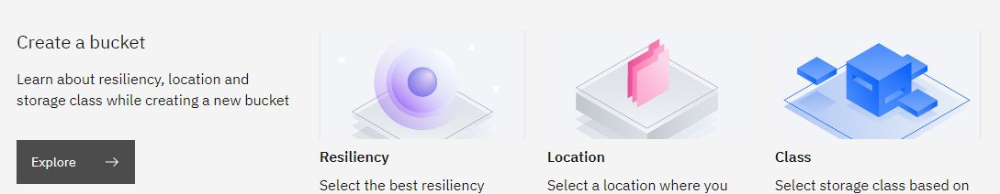 Create a bucket
Learn about resiliency, location and
storage class while creating a new bucket
Explore
Resiliency
Select the best resiliency
Location
Select a location where you
Class
Select storage class based on